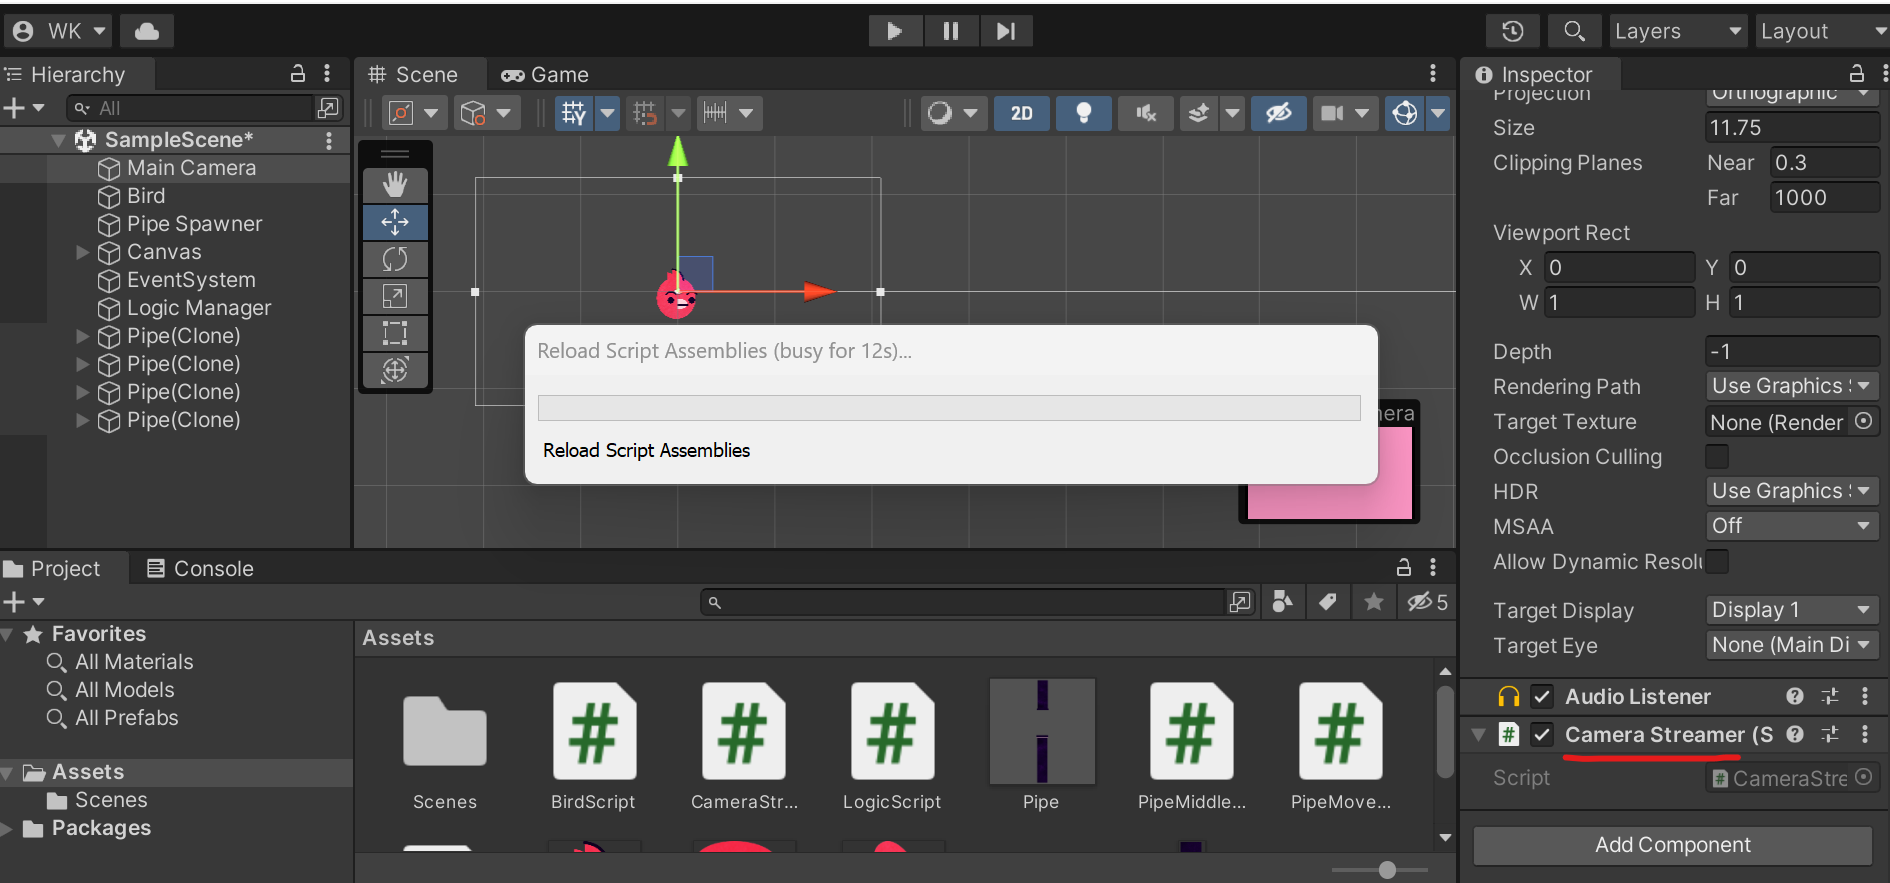 WK
Layers
Layout
Hierarchy
All
SampleScene*
Main Camera
Bird
Pipe Spawner
Canvas
EventSystem
Logic Manager
Pipe(Clone)
Pipe(Clone)
Pipe(Clone)
Pipe(Clone)
Scene
Game
2D
Reload Script Assemblies (busy for 12s)...
Reload Script Assemblies
mera
Inspector
Projection Orthographic
Size 11.75
Clipping Planes Near 0.3
Far 1000
Viewport Rect
X 0 Y 0
W 1 H 1
Depth -1
Rendering Path Use Graphics S
Target Texture None (Render
Occlusion Culling
HDR Use Graphics S
MSAA Off
Allow Dynamic Resolu
Target Display Display 1
Target Eye None (Main Di
Audio Listener
Camera Streamer (S
Script # CameraStre
Add Component
Project
Console
5
Favorites
All Materials
All Models
All Prefabs
Assets
Scenes
Packages
Assets
# # # # #
Scenes BirdScript CameraStr... LogicScript Pipe PipeMiddle... PipeMove...